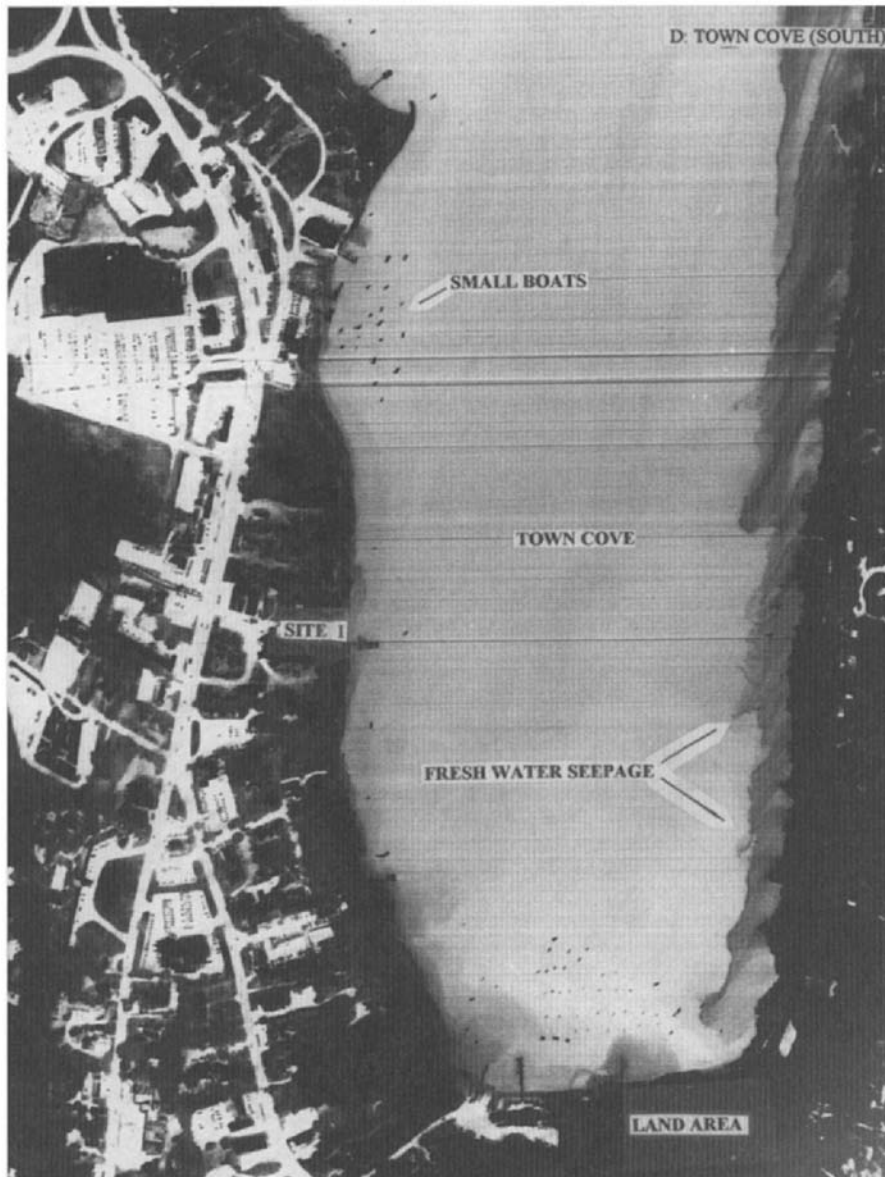 D: TOWN COVE (SOUTH)
SMALL BOATS
TOWN COVE
SITE 1
FRESH WATER SEEPAGE
LAND AREA